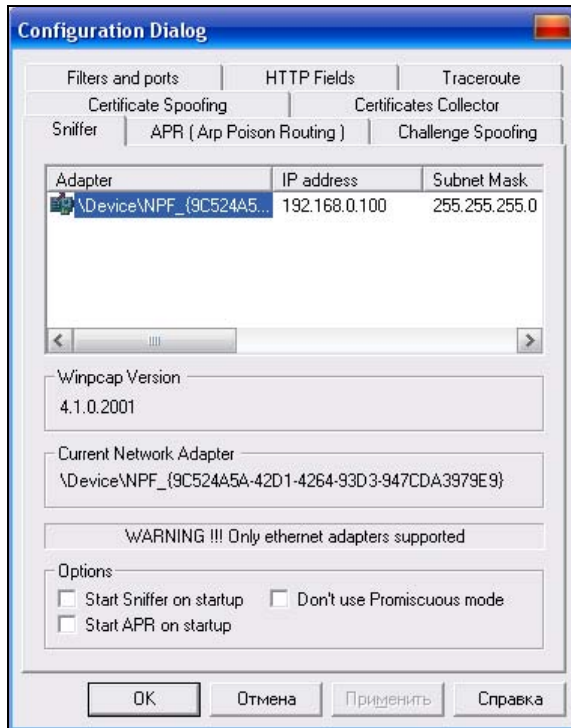 Configuration Dialog
Filters and ports HTTP Fields Traceroute
Certificate Spoofing Certificates Collector
Sniffer APR ( Arp Poison Routing ) Challenge Spoofing
Adapter IP address Subnet Mask
\Device\NPF_{9C524A5... 192.168.0.100 255.255.255.0
Winpcap Version
4.1.0.2001
Current Network Adapter
\Device\NPF_{9C524A5A-42D1-4264-93D3-947CDA3979E9}
WARNING !!! Only ethernet adapters supported
Options
Start Sniffer on startup Don't use Promiscuous mode
Start APR on startup
OK Отмена Применить Справка